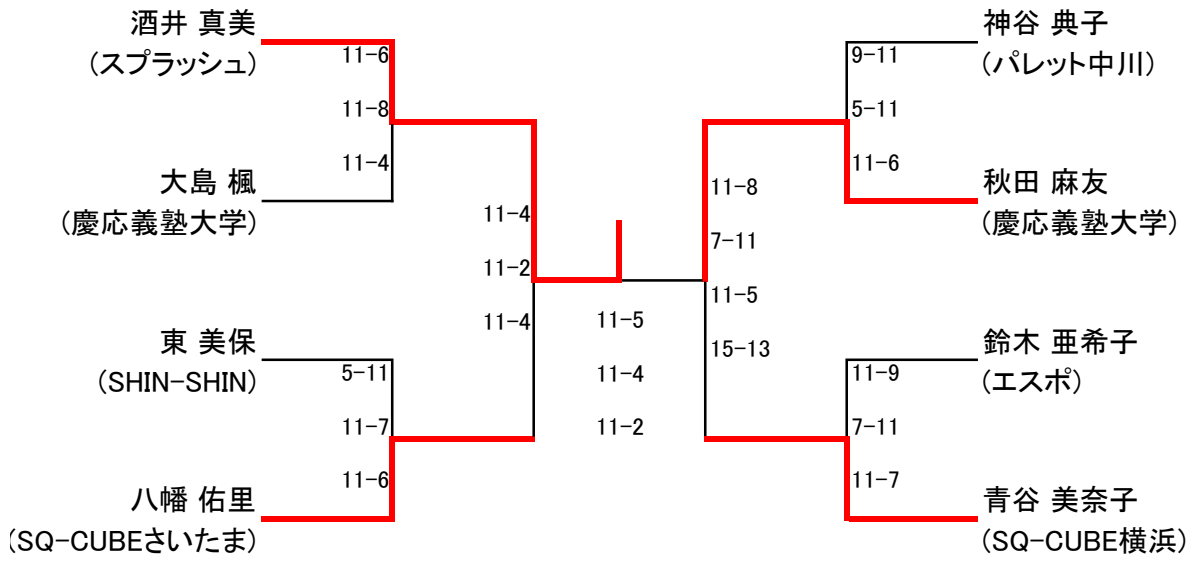 酒井 真美
(スプラッシュ)
11-6
11-8
11-4
大島 楓
(慶応義塾大学)
11-4
11-2
11-4
東 美保
(SHIN-SHIN)
5-11
11-7
11-6
八幡 佑里
(SQ-CUBEさいたま)
11-5
11-4
11-2
神谷 典子
(パレット中川)
9-11
5-11
11-6
秋田 麻友
(慶応義塾大学)
11-8
7-11
11-5
15-13
鈴木 亜希子
(エスポ)
11-9
7-11
11-7
青谷 美奈子
(SQ-CUBE横浜)